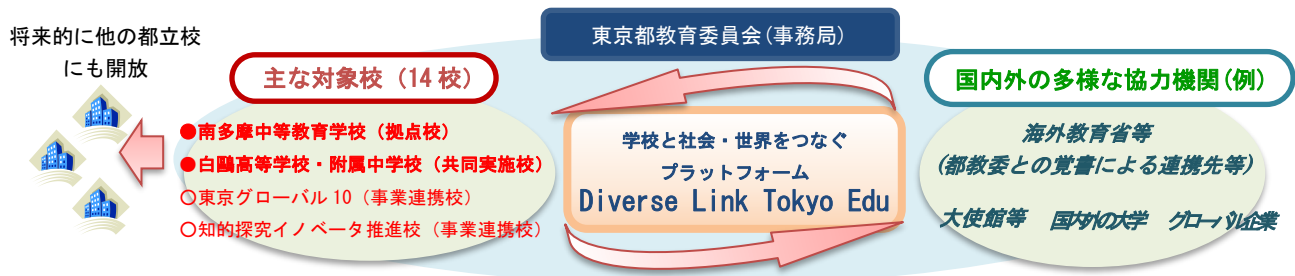 将来的に他の都立校
にも開放
東京都教育委員会(事務局)
主な対象校（14校）
●南多摩中等教育学校（拠点校）
●白鷗高等学校・附属中学校（共同実施校）
○東京グローバル10（事業連携校）
○知的探究イノベータ推進校（事業連携校）
学校と社会・世界をつなぐ
プラットフォーム
Diverse Link Tokyo Edu
国内外の多様な協力機関(例)
海外教育省等
(都教委との覚書による連携先等)
大使館等　国内外の大学　グローバル企業